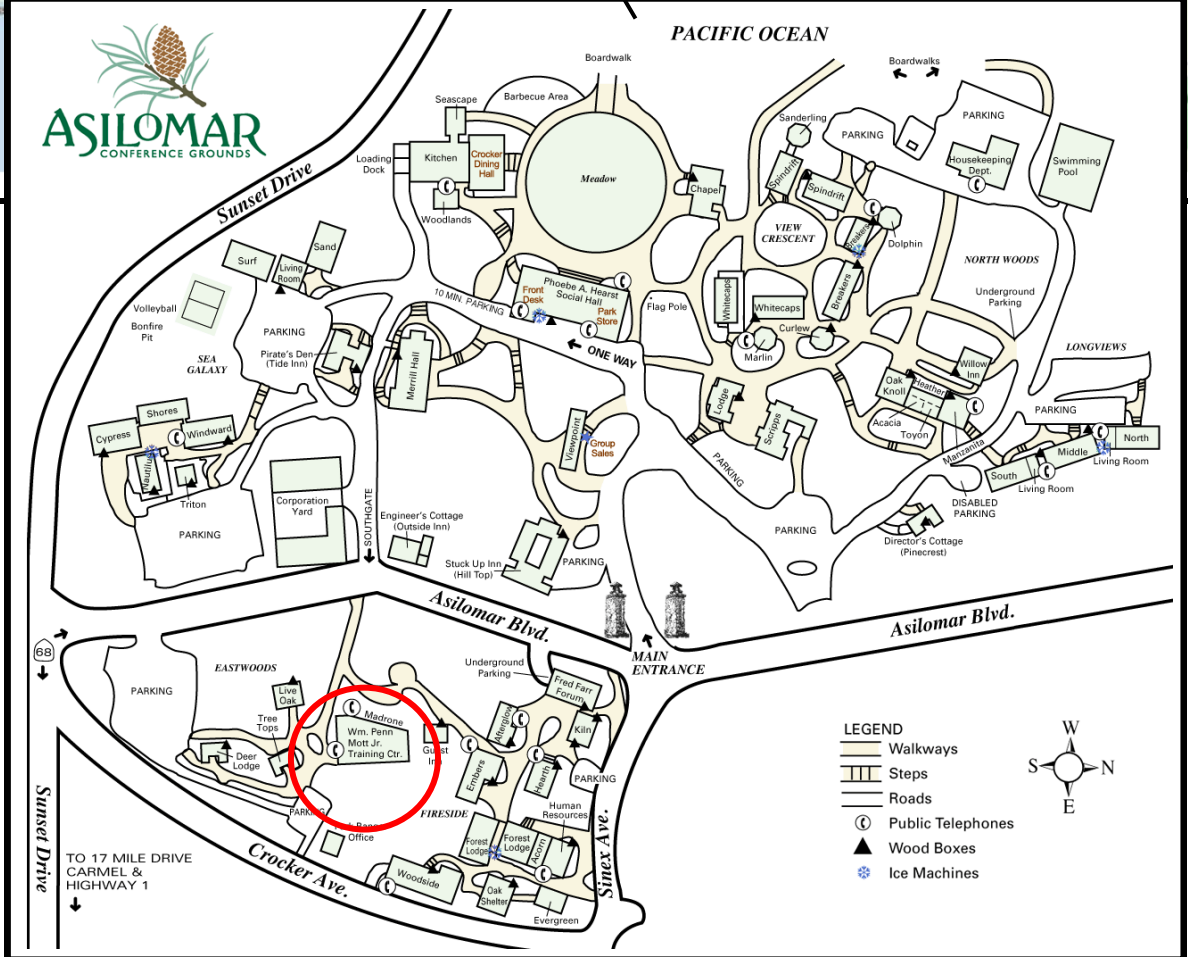 PACIFIC OCEAN
ASILOMAR
CONFERENCE GROUNDS
Boardwalk
Boardwalks
Seascape
Barbecue Area
Loading
Dock
Kitchen
Crocker
Dining
Hall
Woodlands
Meadow
Chapel
Sanderling
Spindrift
Spindrift
PARKING
PARKING
Housekeeping
Dept.
Swimming
Pool
VIEW
CRESCENT
Breakers
Dolphin
Breakers
NORTH WOODS
Underground
Parking
Sunset Drive
Surf
Sand
Living
Room
Volleyball
Bonfire
Pit
PARKING
SEA
GALAXY
Pirate's Den
(Tide Inn)
10 MIN. PARKING
Front
Desk
Phoebe A. Hearst
Social Hall
Park
Store
Flag Pole
ONE WAY
Whitecaps
Whitecaps
Marlin
Curlew
Merrill Hall
Lodge
Scripps
Oak
Knoll
Heather
Willow
Inn
Acacia
Toyon
Manzanita
LONGVIEWS
PARKING
North
Middle
Living Room
South
Living Room
DISABLED
PARKING
Director's Cottage
(Pinecrest)
Shores
Cypress
Windward
Nautilus
Triton
PARKING
Corporation
Yard
SOUTHGATE
Viewpoint
Group
Sales
Engineer's Cottage
(Outside Inn)
Stuck Up Inn
(Hill Top)
PARKING
PARKING
PARKING
Asilomar Blvd.
Asilomar Blvd.
MAIN
ENTRANCE
68
EASTWOODS
PARKING
Live
Oak
Tree
Tops
Deer
Lodge
Madrone
Wm. Penn
Mott Jr.
Training Ctr.
Underground
Parking
Fred Farr
Forum
Afterglow
Kiln
Embers
Hearth
PARKING
FIRESIDE
PARKING
Office
Human
Resources
Forest
Lodge
Forest
Lodge
Acorn
Woodside
Oak
Shelter
Evergreen
Sinex Ave.
Crocker Ave.
Sunset Drive
TO 17 MILE DRIVE
CARMEL &
HIGHWAY 1
LEGEND
Walkways
Steps
Roads
Public Telephones
Wood Boxes
Ice Machines
W
S
N
E